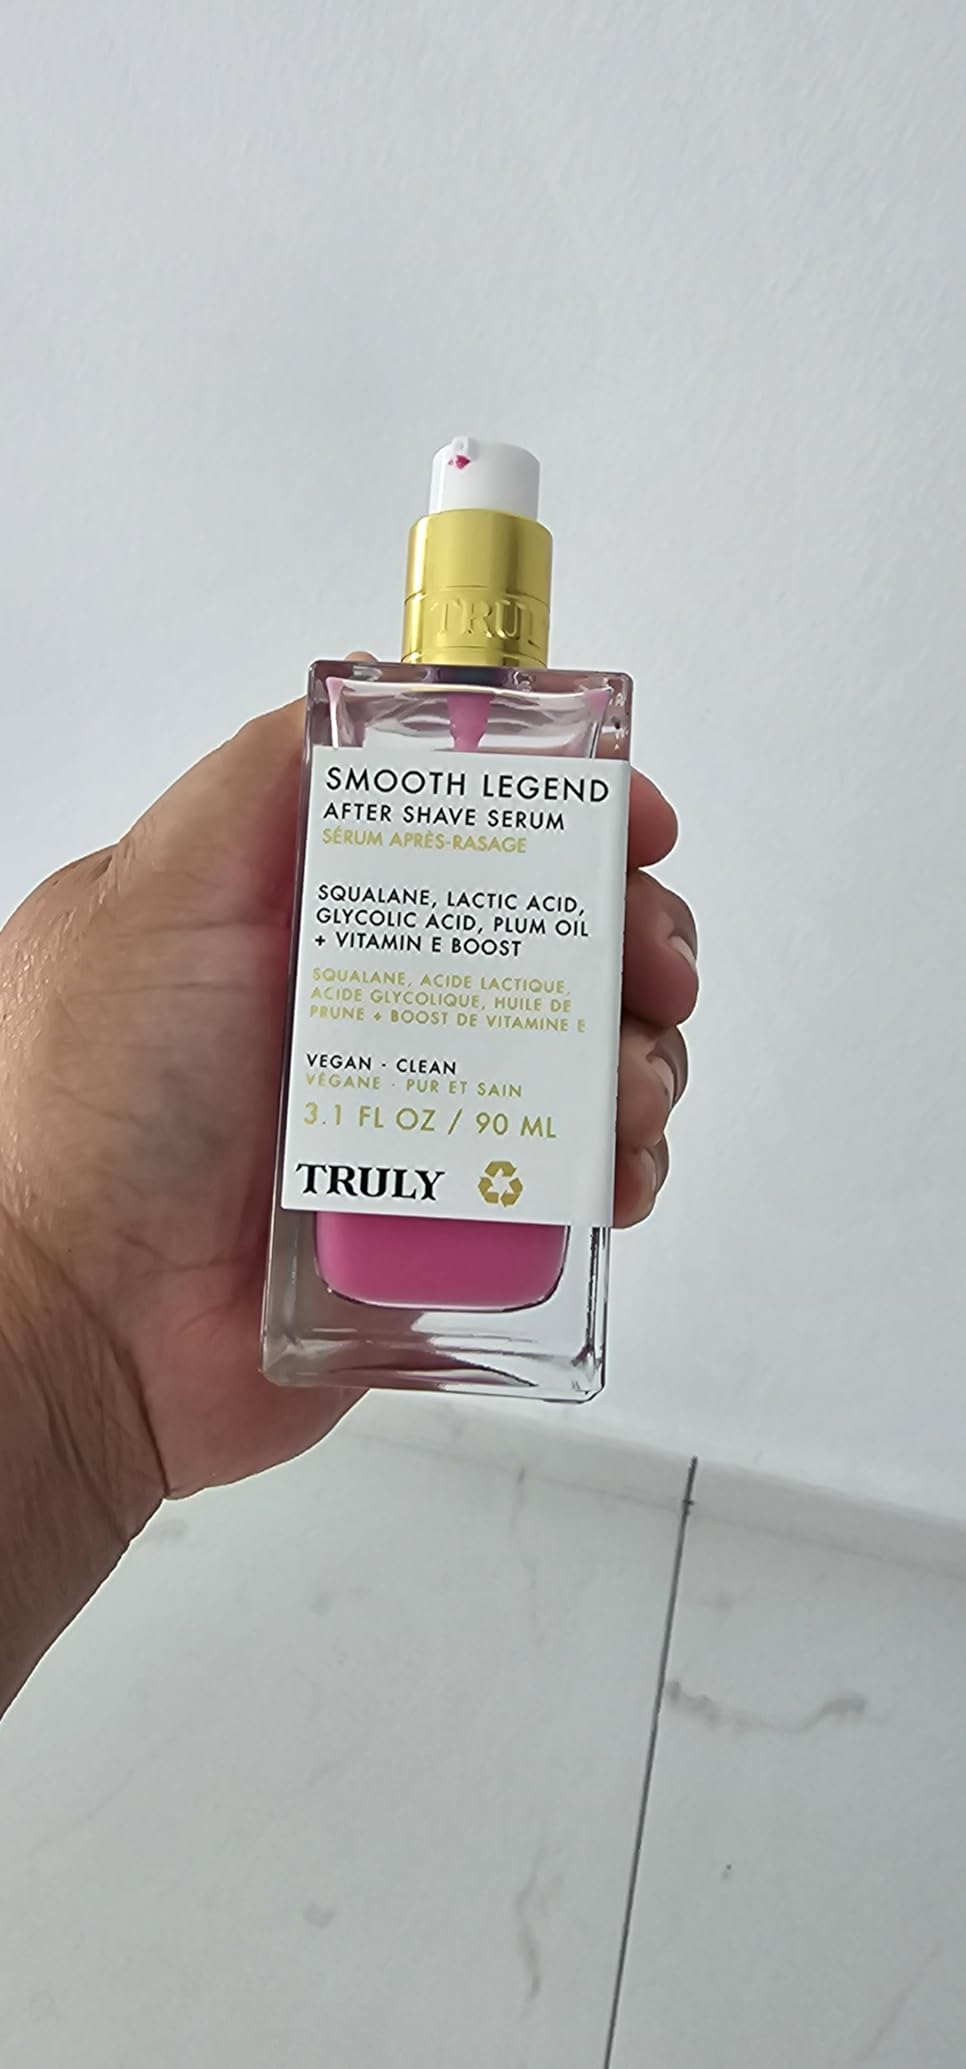 TRULY
SMOOTH LEGEND
AFTER SHAVE SERUM
SÉRUM APRÈS-RASAGE
SQUALANE, LACTIC ACID,
GLYCOLIC ACID, PLUM OIL
+ VITAMIN E BOOST
SQUALANE, ACIDE LACTIQUE,
ACIDE GLYCOLIQUE, HUILE DE
PRUNE + BOOST DE VITAMINE E
VEGAN - CLEAN
VÉGANE - PUR ET SAIN
3.1 FL OZ / 90 ML
TRULY